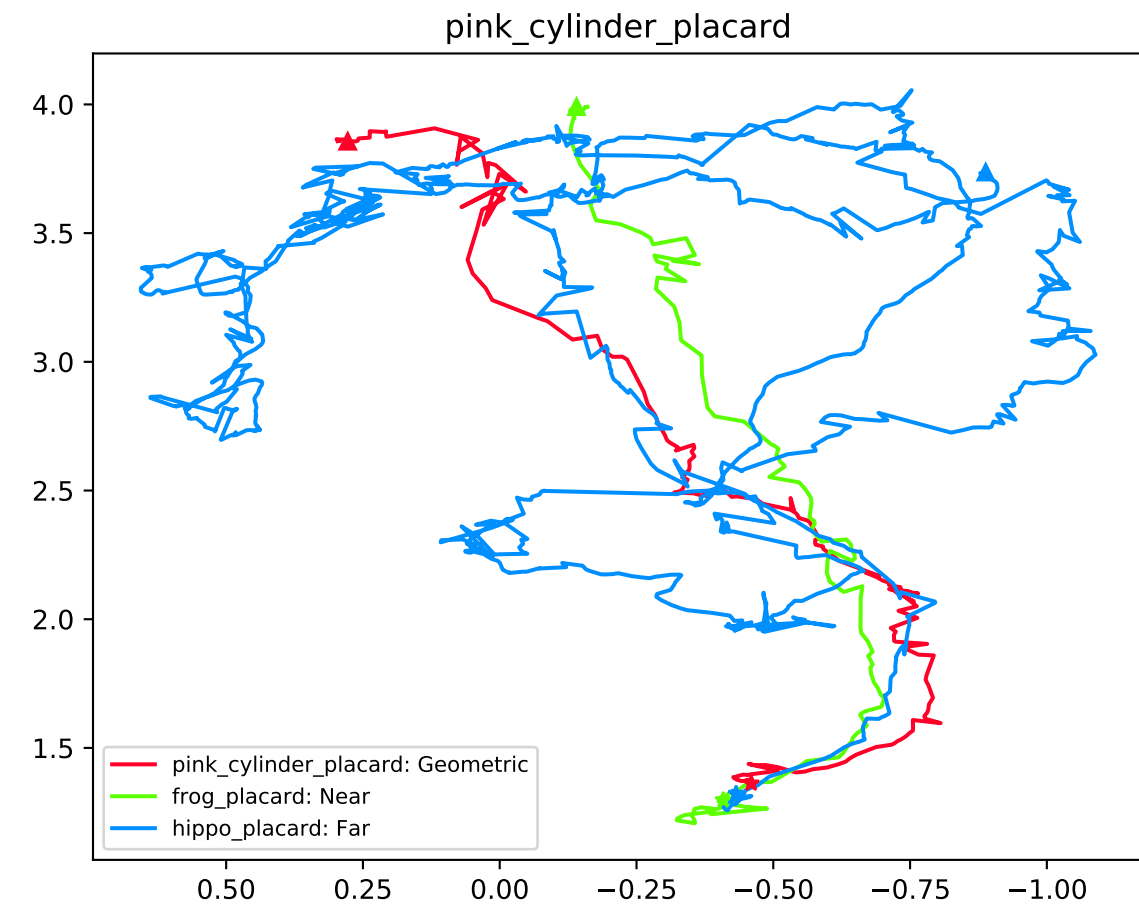 pink_cylinder_placard
4.0
3.5
3.0
2.5
2.0
1.5
pink_cylinder_placard: Geometric
frog_placard: Near
hippo_placard: Far
0.50 0.25 0.00 −0.25 −0.50 −0.75 −1.00